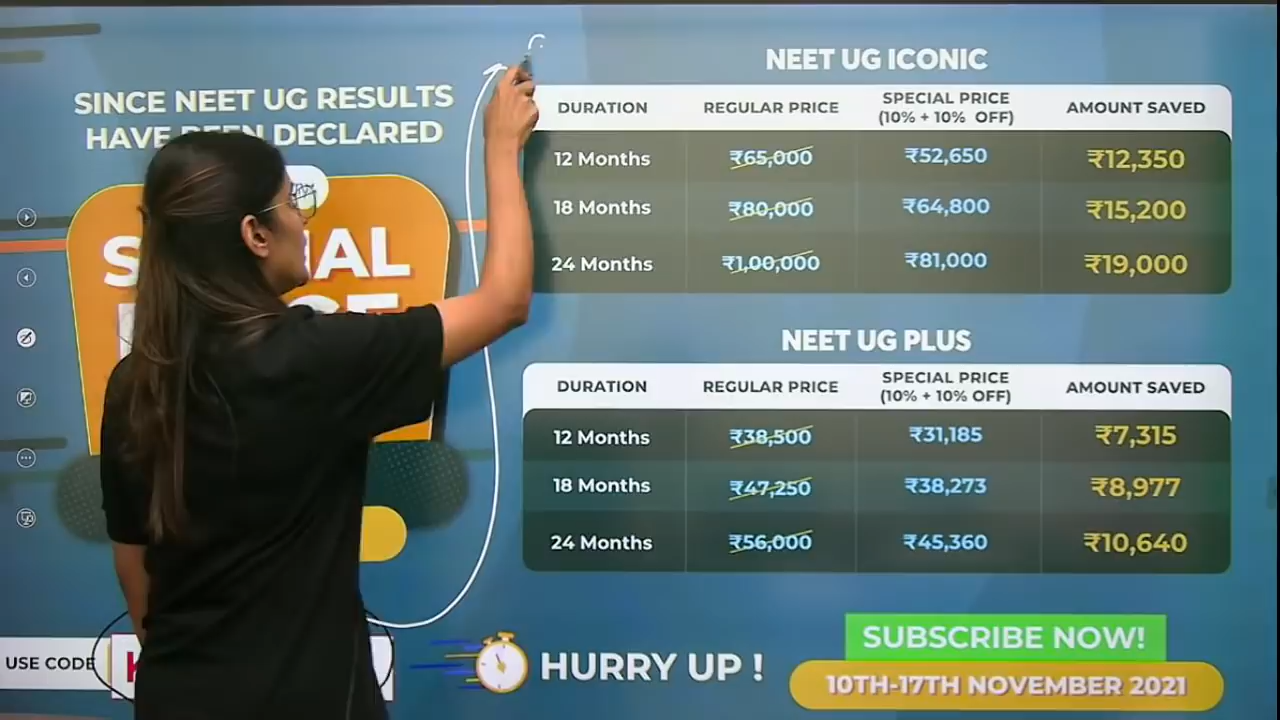 SINCE NEET UG RESULTS
HAVE BEEN DECLARED
NEET UG ICONIC
DURATION REGULAR PRICE SPECIAL PRICE (10% + 10% OFF) AMOUNT SAVED
12 Months ₹65,000 ₹52,650 ₹12,350
18 Months ₹80,000 ₹64,800 ₹15,200
24 Months ₹1,00,000 ₹81,000 ₹19,000
NEET UG PLUS
DURATION REGULAR PRICE SPECIAL PRICE (10% + 10% OFF) AMOUNT SAVED
12 Months ₹38,500 ₹31,185 ₹7,315
18 Months ₹47,250 ₹38,273 ₹8,977
24 Months ₹56,000 ₹45,360 ₹10,640
USE CODE
HURRY UP !
SUBSCRIBE NOW!
10TH-17TH NOVEMBER 2021